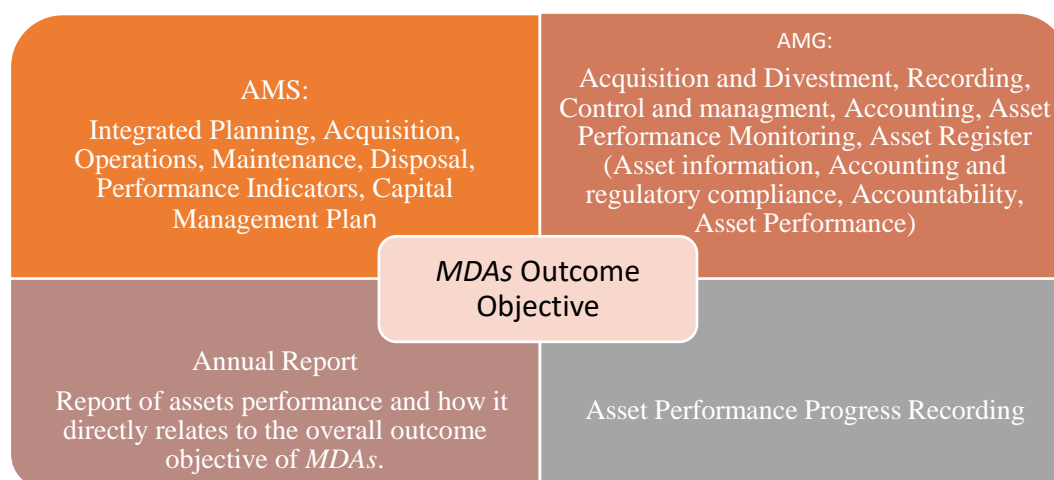 AMS:
Integrated Planning, Acquisition,
Operations, Maintenance, Disposal,
Performance Indicators, Capital
Management Plan
AMG:
Acquisition and Divestment, Recording,
Control and managment, Accounting, Asset
Performance Monitoring, Asset Register
(Asset information, Accounting and
regulatory compliance, Accountability,
Asset Performance)
MDAs Outcome
Objective
Annual Report
Report of assets performance and how it
directly relates to the overall outcome
objective of MDAs.
Asset Performance Progress Recording